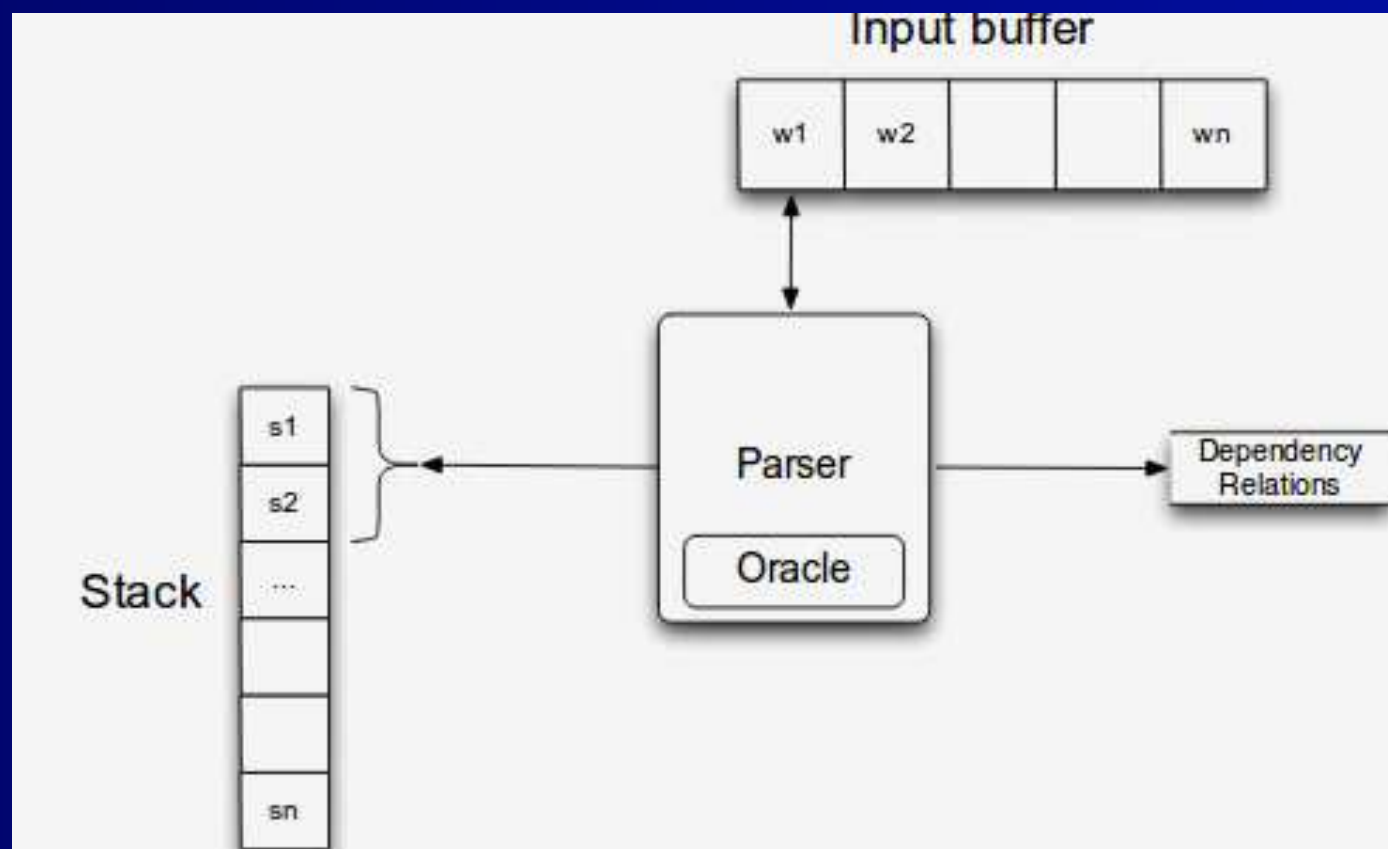 Input buffer
w1 w2 wn
s1
s2
Stack
...
sn
Parser
Oracle
Dependency
Relations